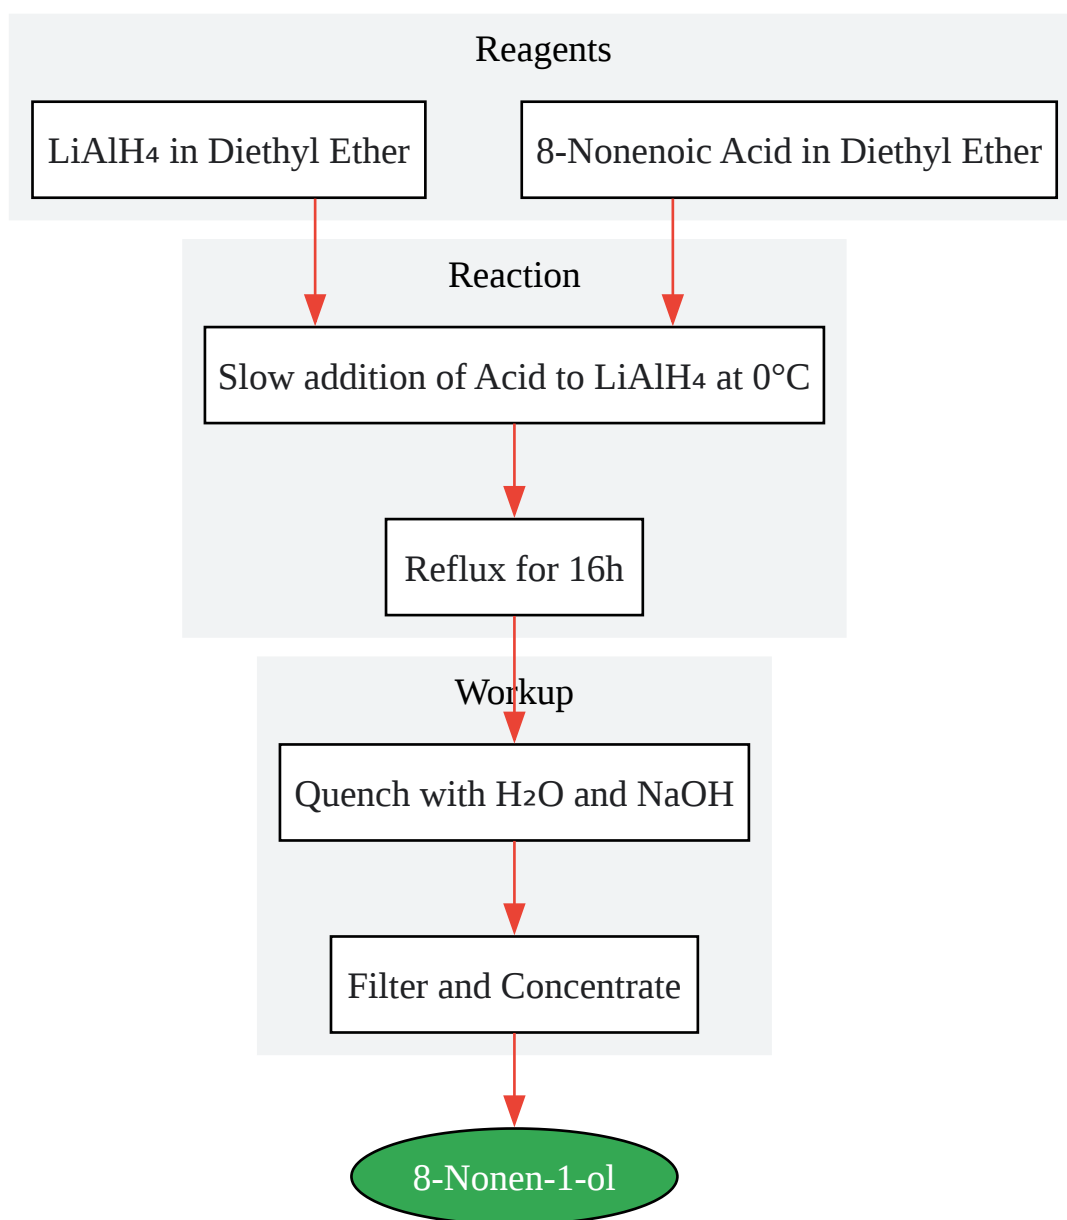 Reagents
LiAlH₄ in Diethyl Ether
8-Nonenoic Acid in Diethyl Ether
Reaction
Slow addition of Acid to LiAlH₄ at 0°C
Reflux for 16h
Workup
Quench with H₂O and NaOH
Filter and Concentrate
8-Nonen-1-ol